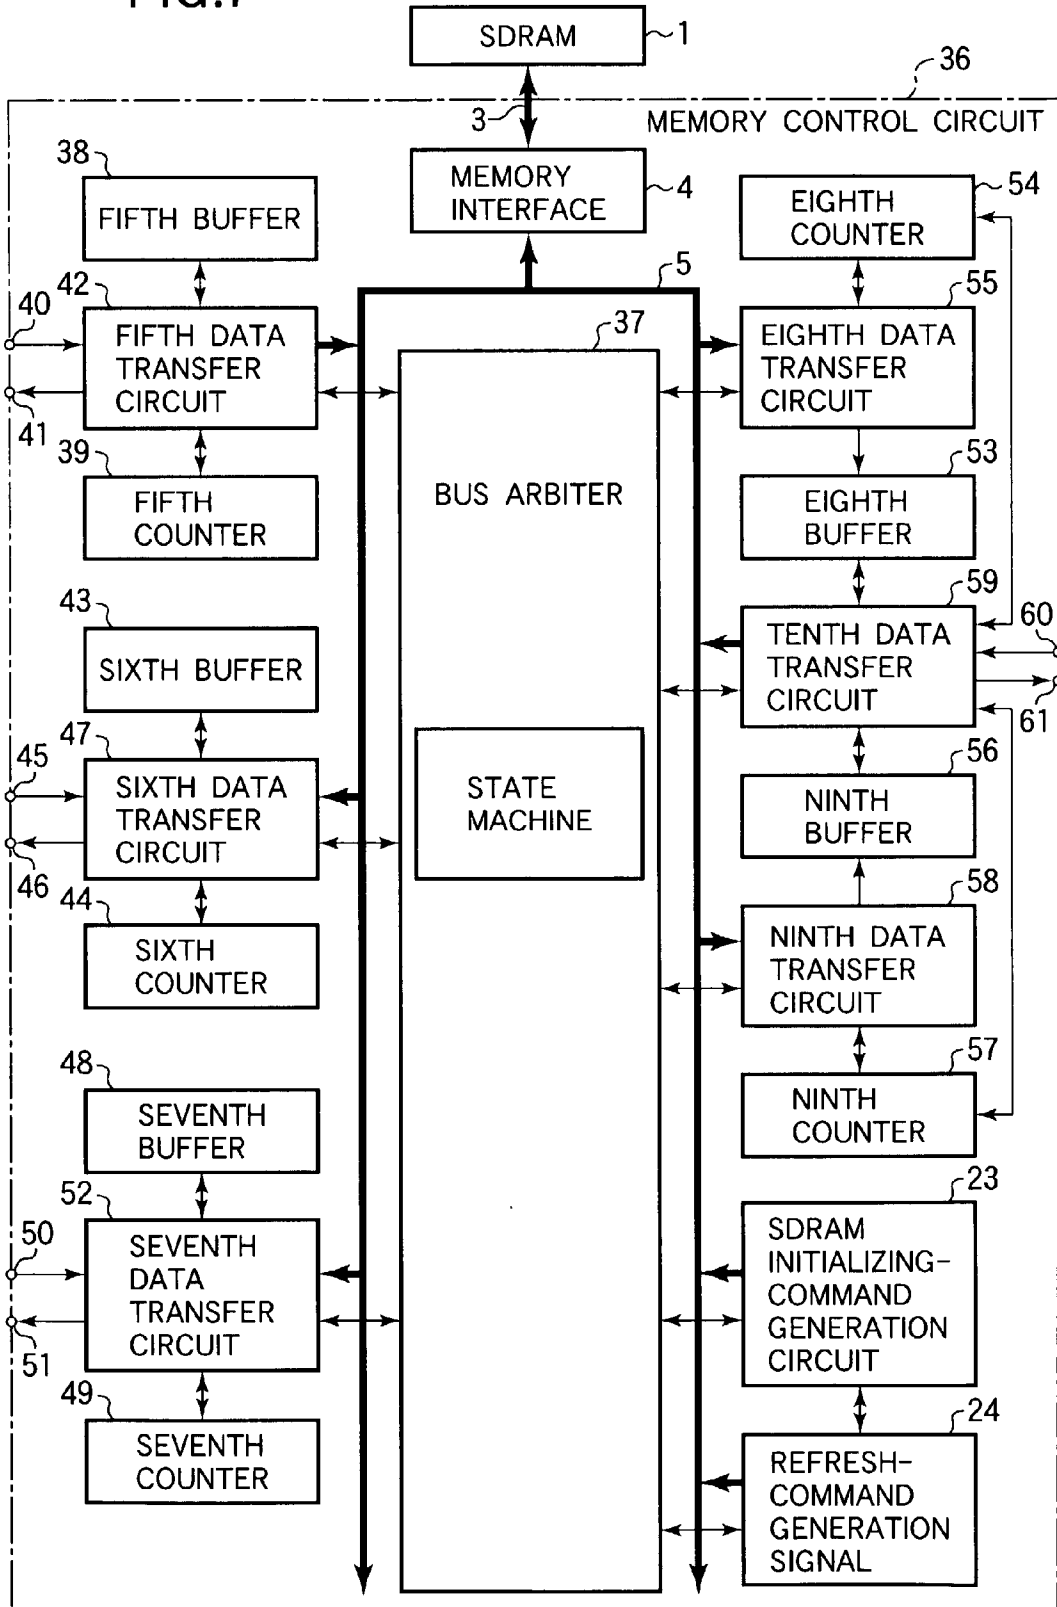 FIG.7
SDRAM
1
36
3
MEMORY CONTROL CIRCUIT
38
FIFTH BUFFER
MEMORY
INTERFACE
4
54
EIGHTH
COUNTER
5
42
40
FIFTH DATA
TRANSFER
CIRCUIT
41
37
55
EIGHTH DATA
TRANSFER
CIRCUIT
39
FIFTH
COUNTER
BUS ARBITER
53
EIGHTH
BUFFER
43
SIXTH BUFFER
59
TENTH DATA
TRANSFER
CIRCUIT
60
61
47
45
SIXTH DATA
TRANSFER
CIRCUIT
46
STATE
MACHINE
56
NINTH
BUFFER
44
SIXTH
COUNTER
58
NINTH DATA
TRANSFER
CIRCUIT
48
SEVENTH
BUFFER
57
NINTH
COUNTER
52
50
SEVENTH
DATA
TRANSFER
CIRCUIT
51
23
SDRAM
INITIALIZING-
COMMAND
GENERATION
CIRCUIT
49
SEVENTH
COUNTER
24
REFRESH-
COMMAND
GENERATION
SIGNAL